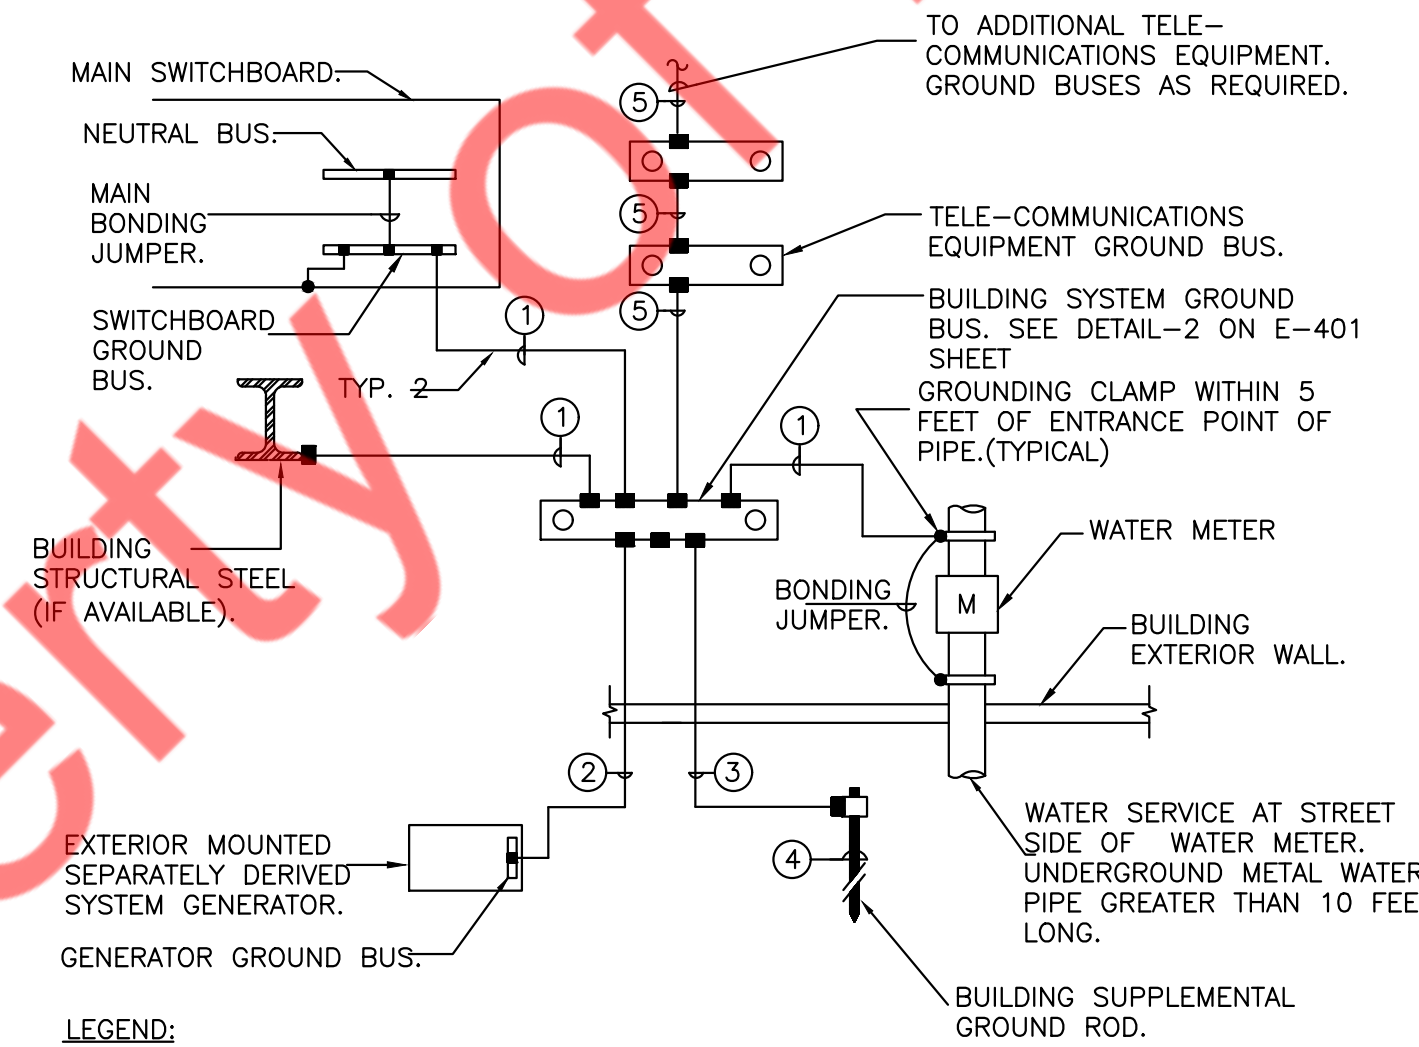 TO ADDITIONAL TELE-
COMMUNICATIONS EQUIPMENT.
GROUND BUSES AS REQUIRED.
MAIN SWITCHBOARD.
NEUTRAL BUS.
MAIN
BONDING
JUMPER.
SWITCHBOARD
GROUND
BUS.
5
5
5
TELE-COMMUNICATIONS
EQUIPMENT GROUND BUS.
BUILDING SYSTEM GROUND
BUS. SEE DETAIL-2 ON E-401
SHEET
1
TYP. 2
1
1
GROUNDING CLAMP WITHIN 5
FEET OF ENTRANCE POINT OF
PIPE.(TYPICAL)
BUILDING
STRUCTURAL STEEL
(IF AVAILABLE).
WATER METER
BONDING
JUMPER.
M
BUILDING
EXTERIOR WALL.
2
3
4
EXTERIOR MOUNTED
SEPARATELY DERIVED
SYSTEM GENERATOR.
GENERATOR GROUND BUS.
WATER SERVICE AT STREET
SIDE OF WATER METER.
UNDERGROUND METAL WATER
PIPE GREATER THAN 10 FEE
LONG.
BUILDING SUPPLEMENTAL
GROUND ROD.
LEGEND:
erty of